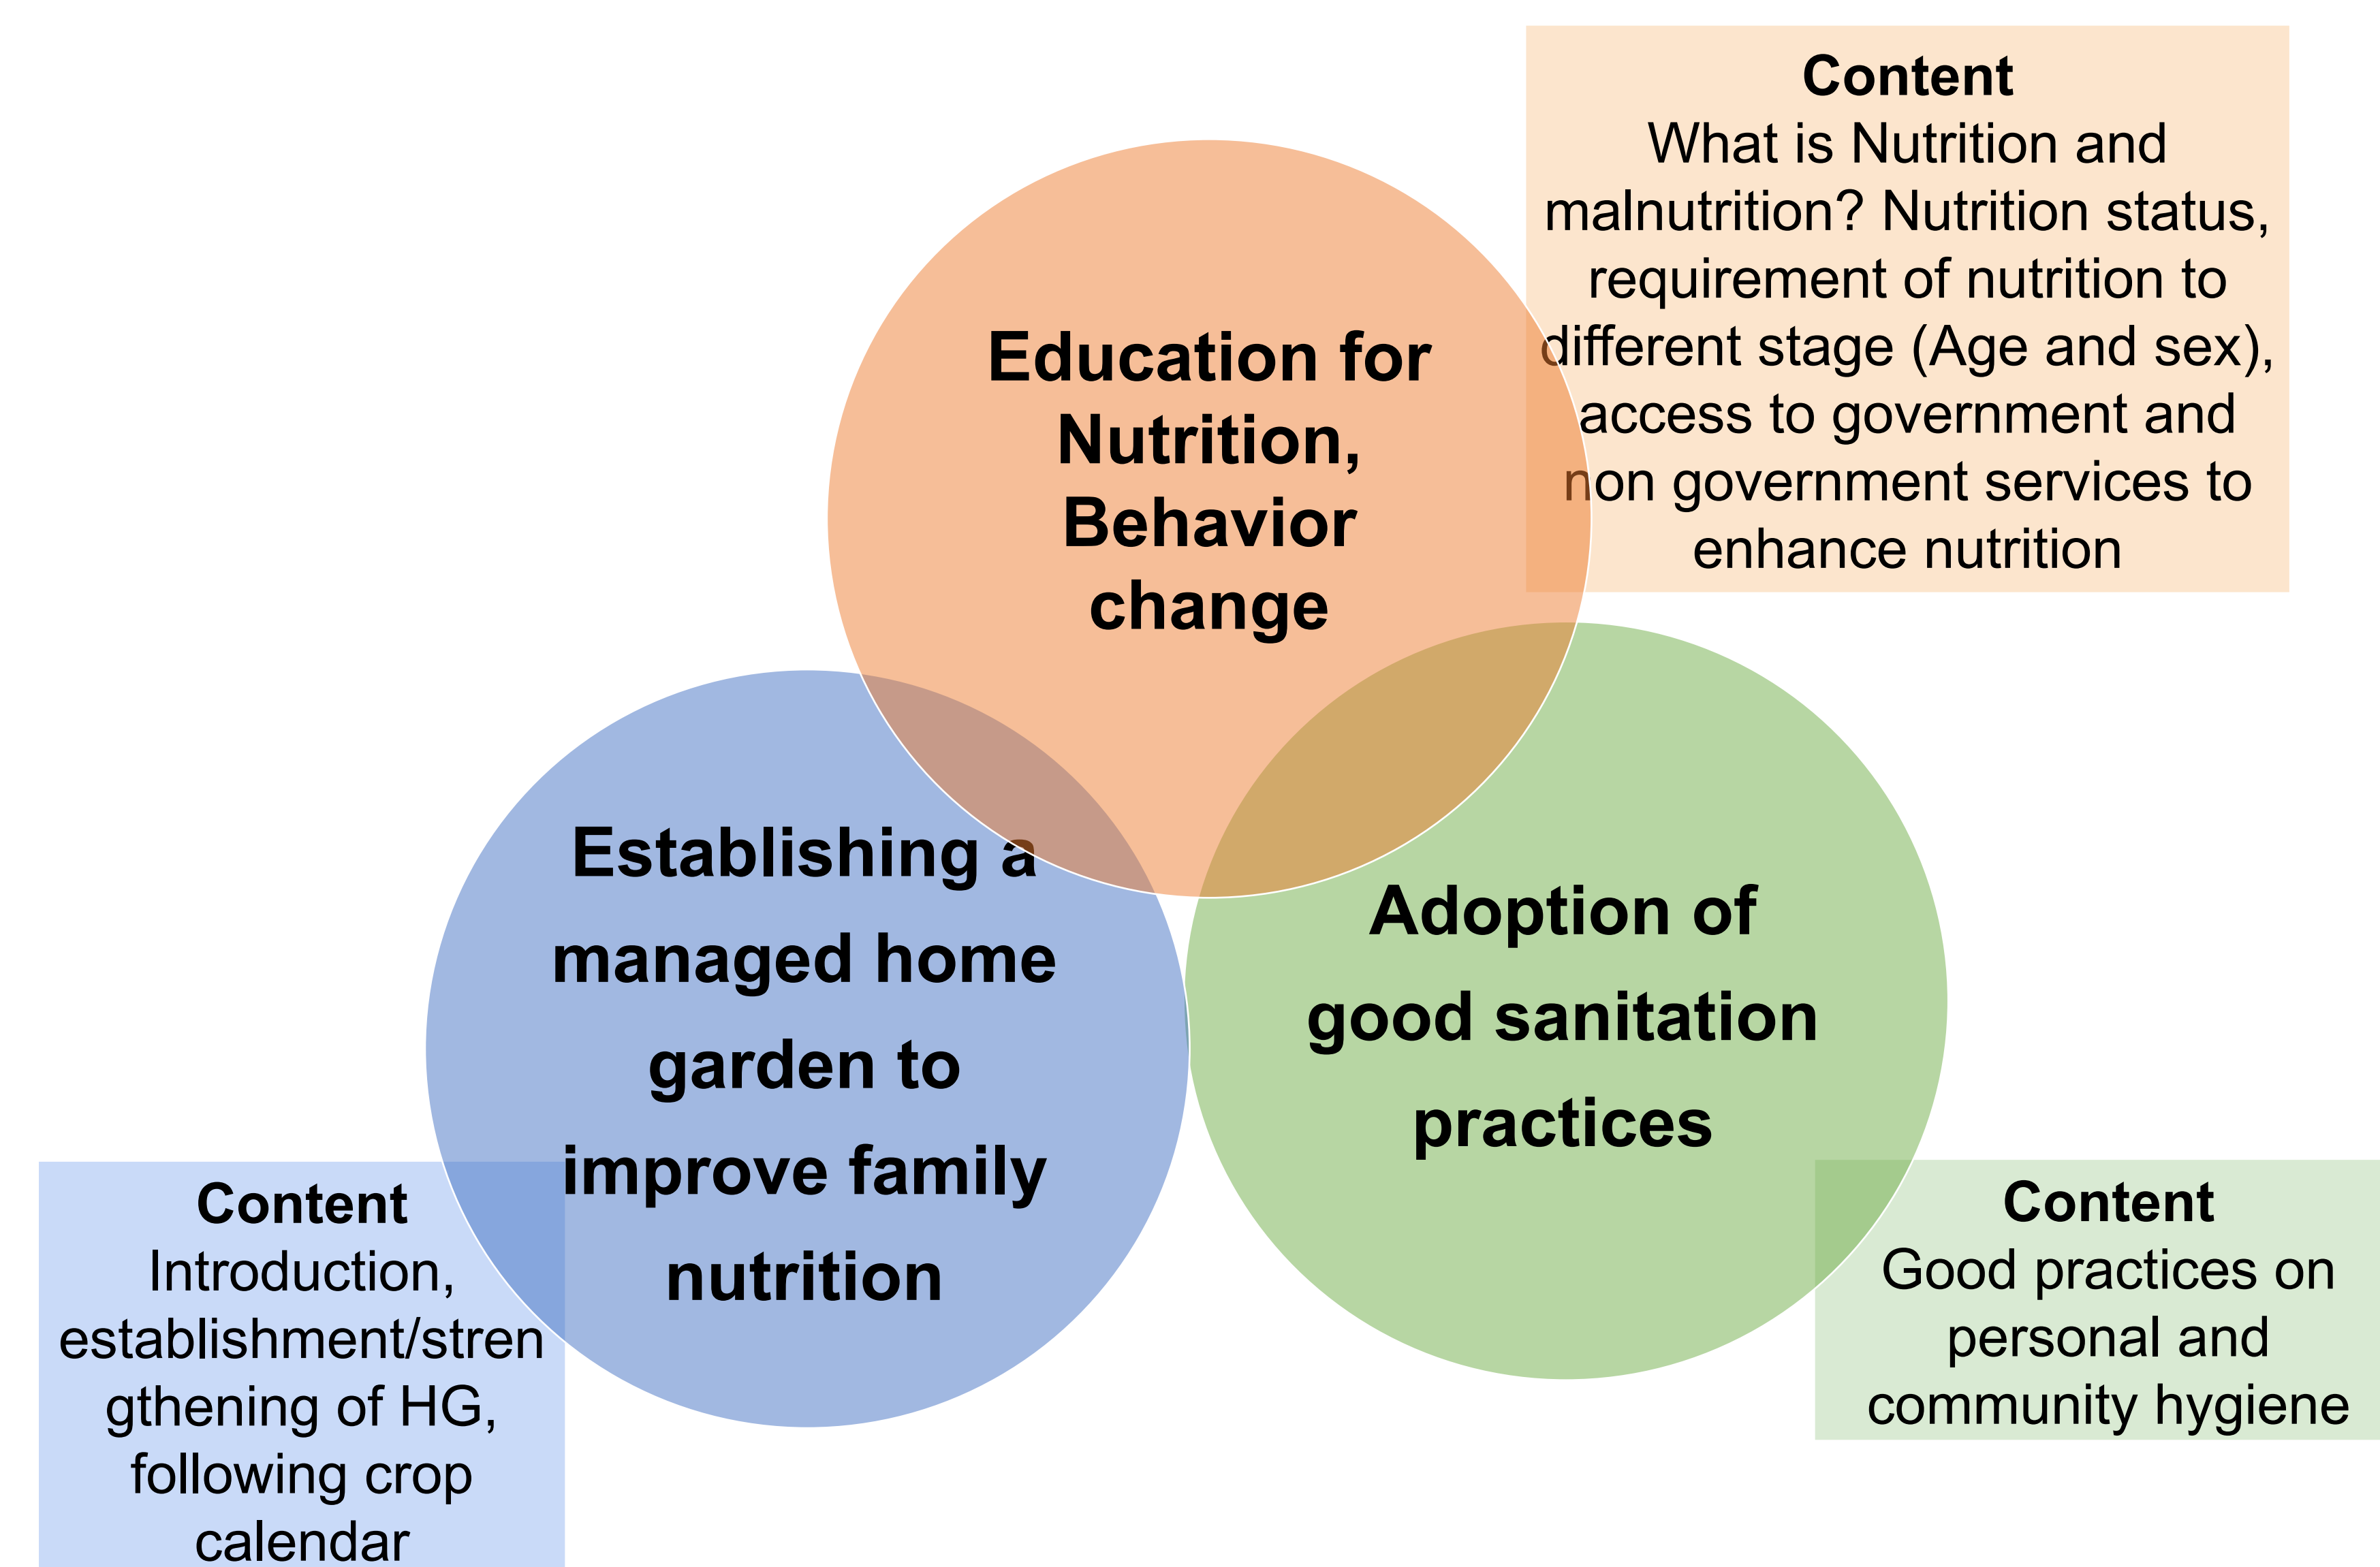 Content
What is Nutrition and
malnutrition? Nutrition status,
requirement of nutrition to
different stage (Age and sex),
access to government and
non government services to
enhance nutrition
Education for
Nutrition,
Behavior
change
Establishing a
managed home
garden to
improve family
nutrition
Adoption of
good sanitation
practices
Content
Introduction,
establishment/stren
gthening of HG,
following crop
calendar
Content
Good practices on
personal and
community hygiene